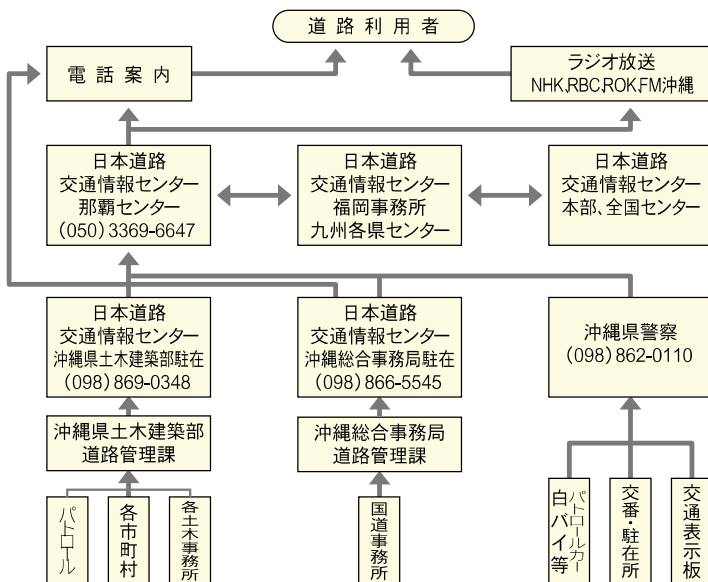 道路利用者
電話案内
ラジオ放送
NHK,RBC,ROK,FM沖縄
日本道路
交通情報センター
那覇センター
(050)3369-6647
日本道路
交通情報センター
福岡事務所
九州各県センター
日本道路
交通情報センター
本部、全国センター
日本道路
交通情報センター
沖縄県土木建築部駐在
(098)869-0348
日本道路
交通情報センター
沖縄総合事務局駐在
(098)866-5545
沖縄県警察
(098)862-0110
沖縄県土木建築部
道路管理課
沖縄総合事務局
道路管理課
パトロール
各市町村
各土木事務所
国道事務所
パトロールカー
白バイ等
交番・駐在所
交通表示板